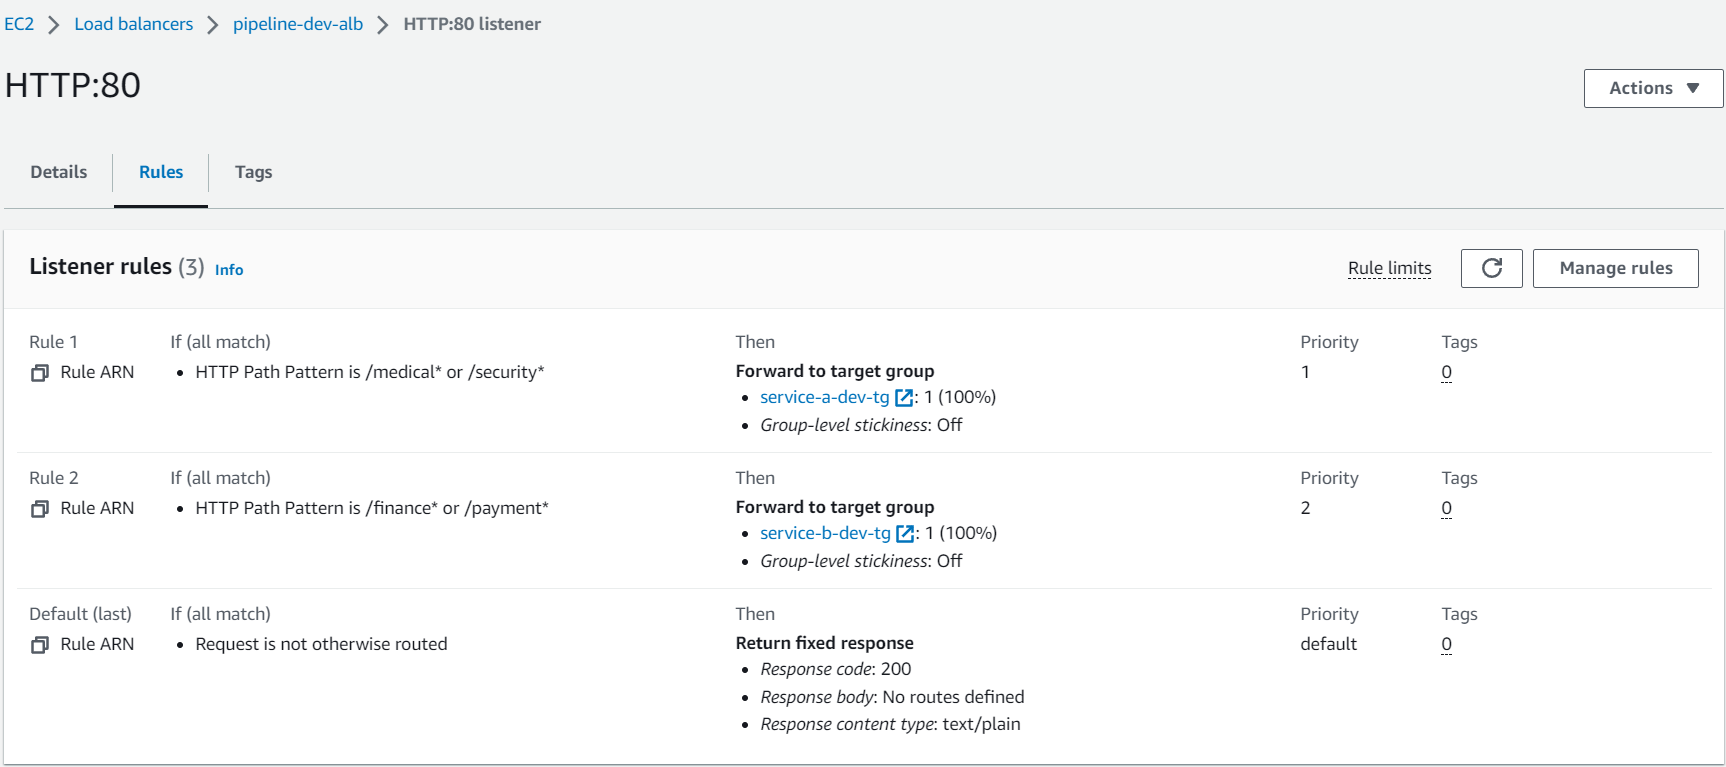 EC2 > Load balancers > pipeline-dev-alb > HTTP:80 listener
HTTP:80
Actions ▼
Details Rules Tags
Listener rules (3) Info Rule limits Manage rules
Rule 1 If (all match) Then Priority Tags
Rule ARN • HTTP Path Pattern is /medical* or /security* Forward to target group 1 0
• service-a-dev-tg : 1 (100%)
• Group-level stickiness: Off
Rule 2 If (all match) Then Priority Tags
Rule ARN • HTTP Path Pattern is /finance* or /payment* Forward to target group 2 0
• service-b-dev-tg : 1 (100%)
• Group-level stickiness: Off
Default (last) If (all match) Then Priority Tags
Rule ARN • Request is not otherwise routed Return fixed response default 0
• Response code: 200
• Response body: No routes defined
• Response content type: text/plain